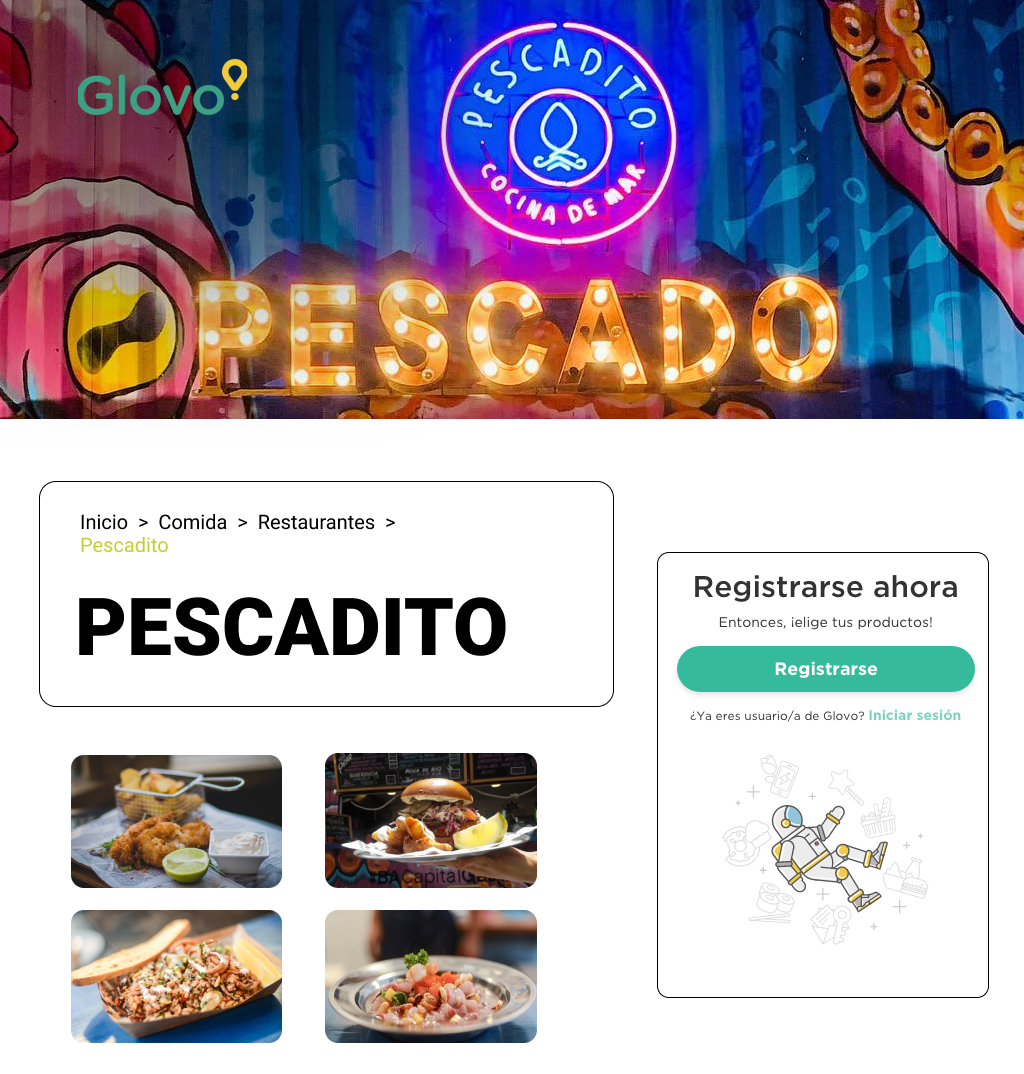 Glovo
PESCADITO
COCINA DE MAR
PESCADO
Inicio > Comida > Restaurantes >
Pescadito
PESCADITO
Registrarse ahora
Entonces, ¡elige tus productos!
Registrarse
¿Ya eres usuario/a de Glovo? Iniciar sesión